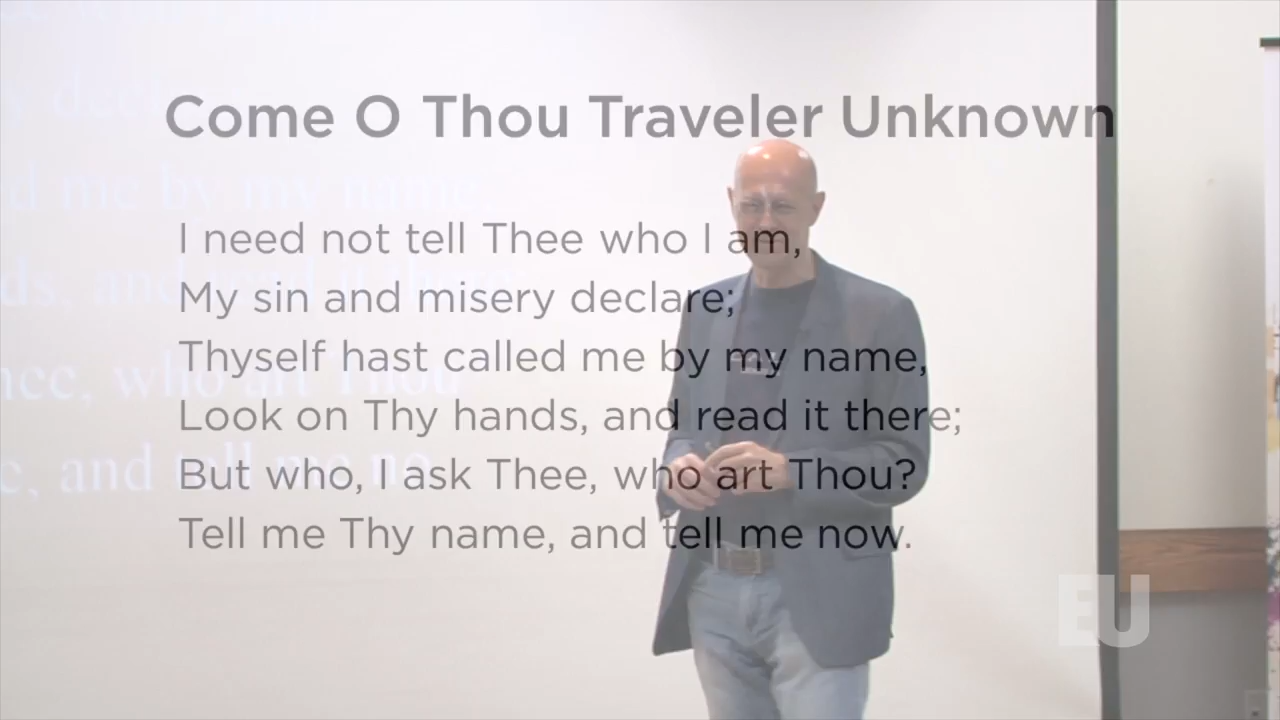 Come O Thou Traveler Unknown
I need not tell Thee who I am,
My sin and misery declare;
Thyself hast called me by my name,
Look on Thy hands, and read it there;
But who, I ask Thee, who art Thou?
Tell me Thy name, and tell me now.
EU